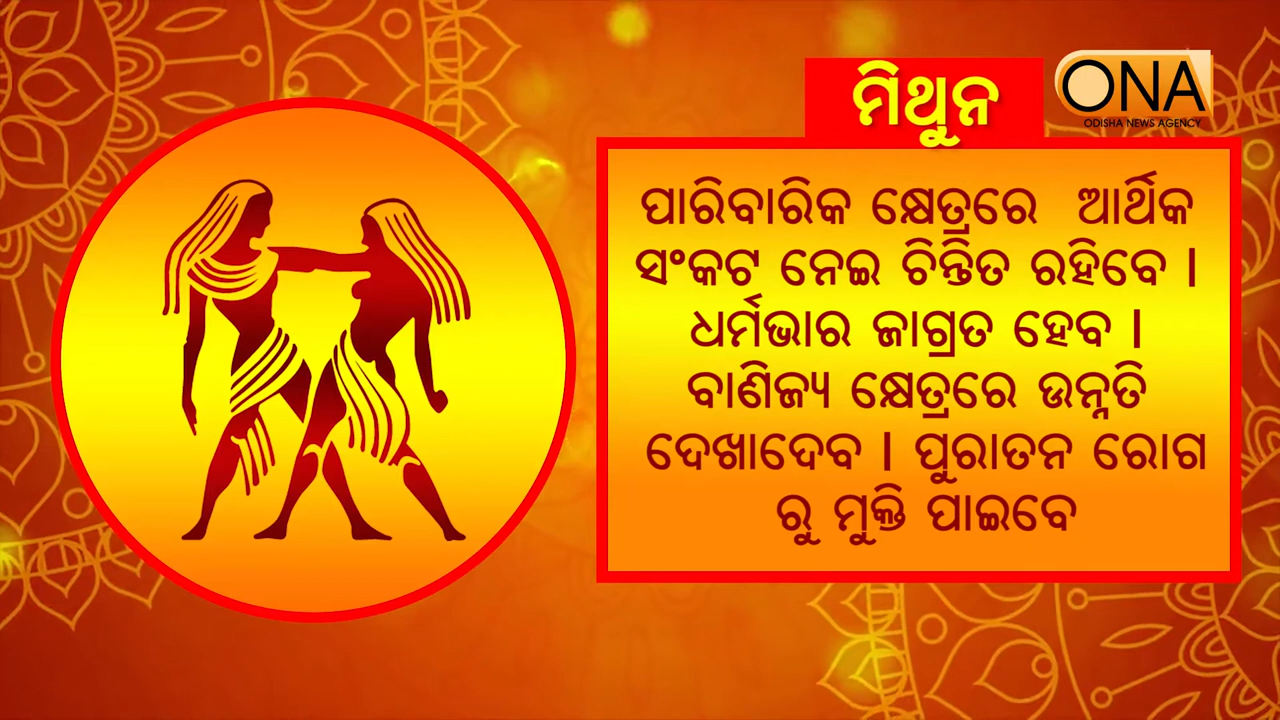 ମିଥୁନ
ONA
ODISHA NEWS AGENCY
ପାରିବାରିକ କ୍ଷେତ୍ରରେ ଆର୍ଥିକ
ସଂକଟ ନେଇ ଚିନ୍ତିତ ରହିବେ |
ଧର୍ମଭାର ଜାଗ୍ରତ ହେବ |
ବାଣିଜ୍ୟ କ୍ଷେତ୍ରରେ ଉନ୍ନତି
ଦେଖାଦେବ | ପୁରାତନ ରୋଗ
ରୁ ମୁକ୍ତି ପାଇବେ